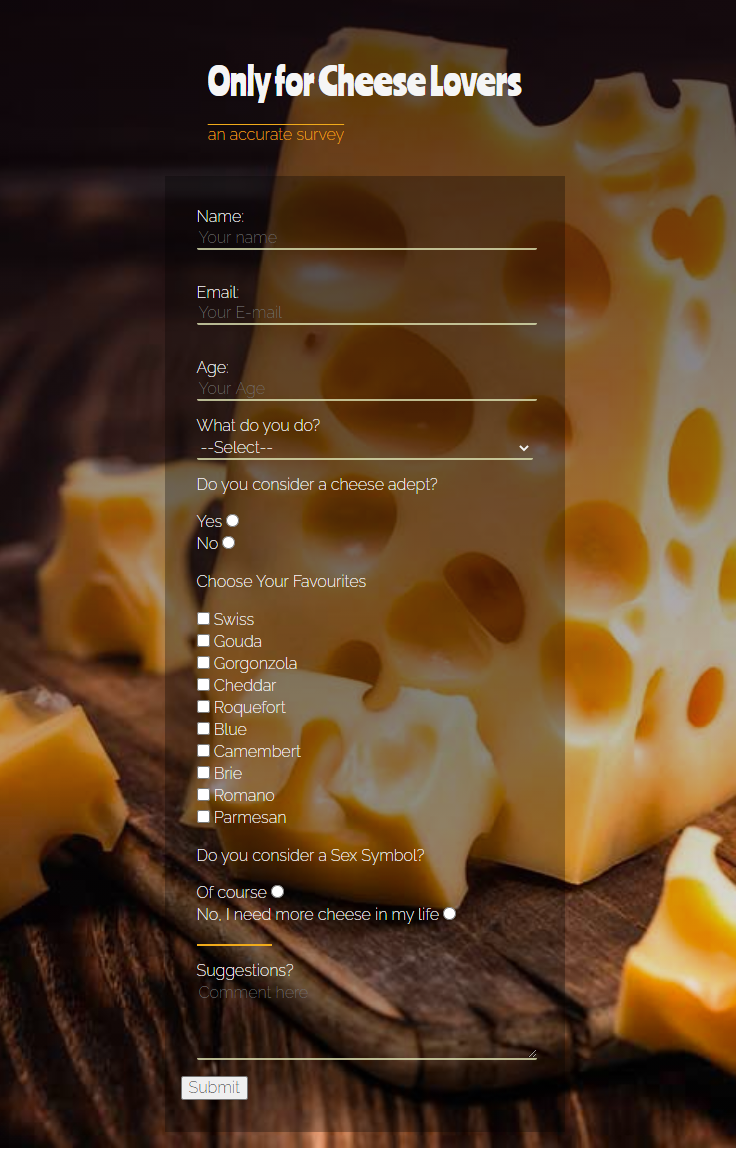 Only for Cheese Lovers
an accurate survey
Name:
Your name
Email:
Your E-mail
Age:
Your Age
What do you do?
--Select--
Do you consider a cheese adept?
Yes
No
Choose Your Favourites
Swiss
Gouda
Gorgonzola
Cheddar
Roquefort
Blue
Camembert
Brie
Romano
Parmesan
Do you consider a Sex Symbol?
Of course
No, I need more cheese in my life
Suggestions?
Comment here
Submit